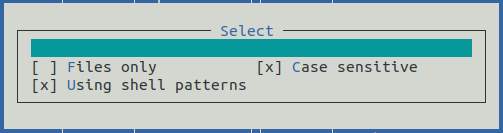 Select
[ ] Files only [x] Case sensitive
[x] Using shell patterns